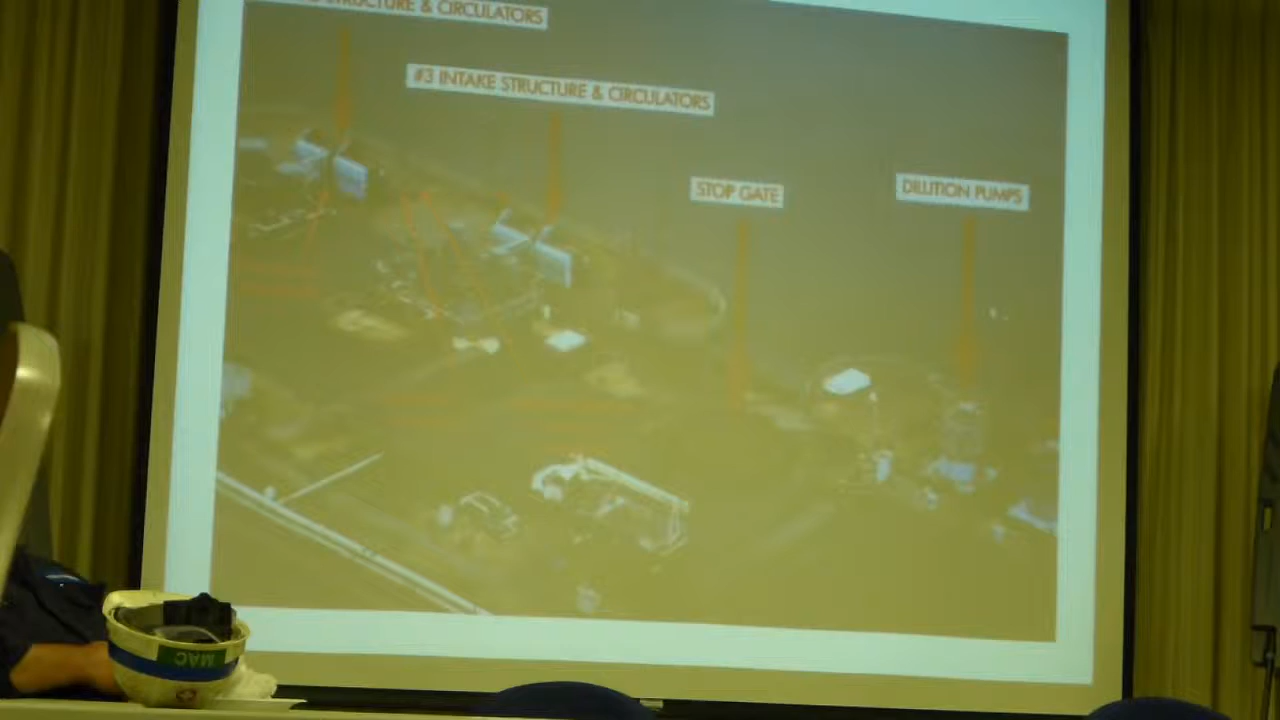 STRUCTURE & CIRCULATORS
#3 INTAKE STRUCTURE & CIRCULATORS
STOP GATE
DILUTION PUMPS
MAC